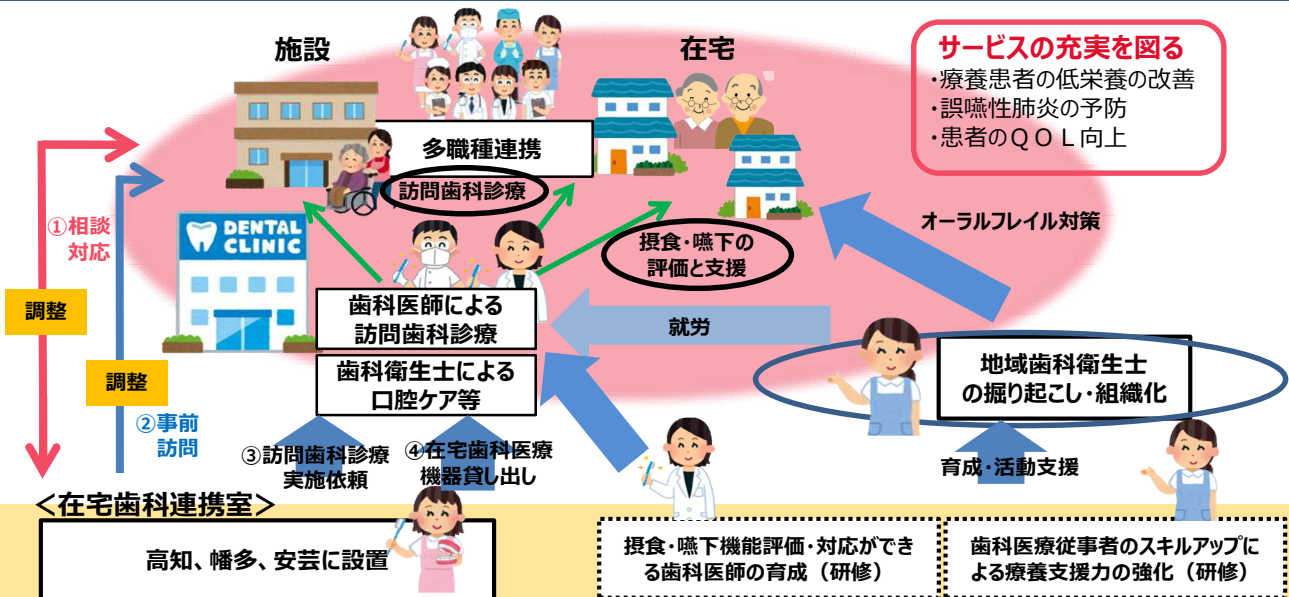 施設
在宅
サービスの充実を図る
・療養患者の低栄養の改善
・誤嚥性肺炎の予防
・患者のＱＯＬ向上
多職種連携
訪問歯科診療
①相談
対応
DENTAL
CLINIC
摂食・嚥下の
評価と支援
オーラルフレイル対策
調整
歯科医師による
訪問歯科診療
就労
調整
歯科衛生士による
口腔ケア等
地域歯科衛生士
の掘り起こし・組織化
②事前
訪問
③訪問歯科診療
実施依頼
④在宅歯科医療
機器貸し出し
育成・活動支援
＜在宅歯科連携室＞
高知、幡多、安芸に設置
摂食・嚥下機能評価・対応ができ
る歯科医師の育成（研修）
歯科医療従事者のスキルアップに
よる療養支援力の強化（研修）